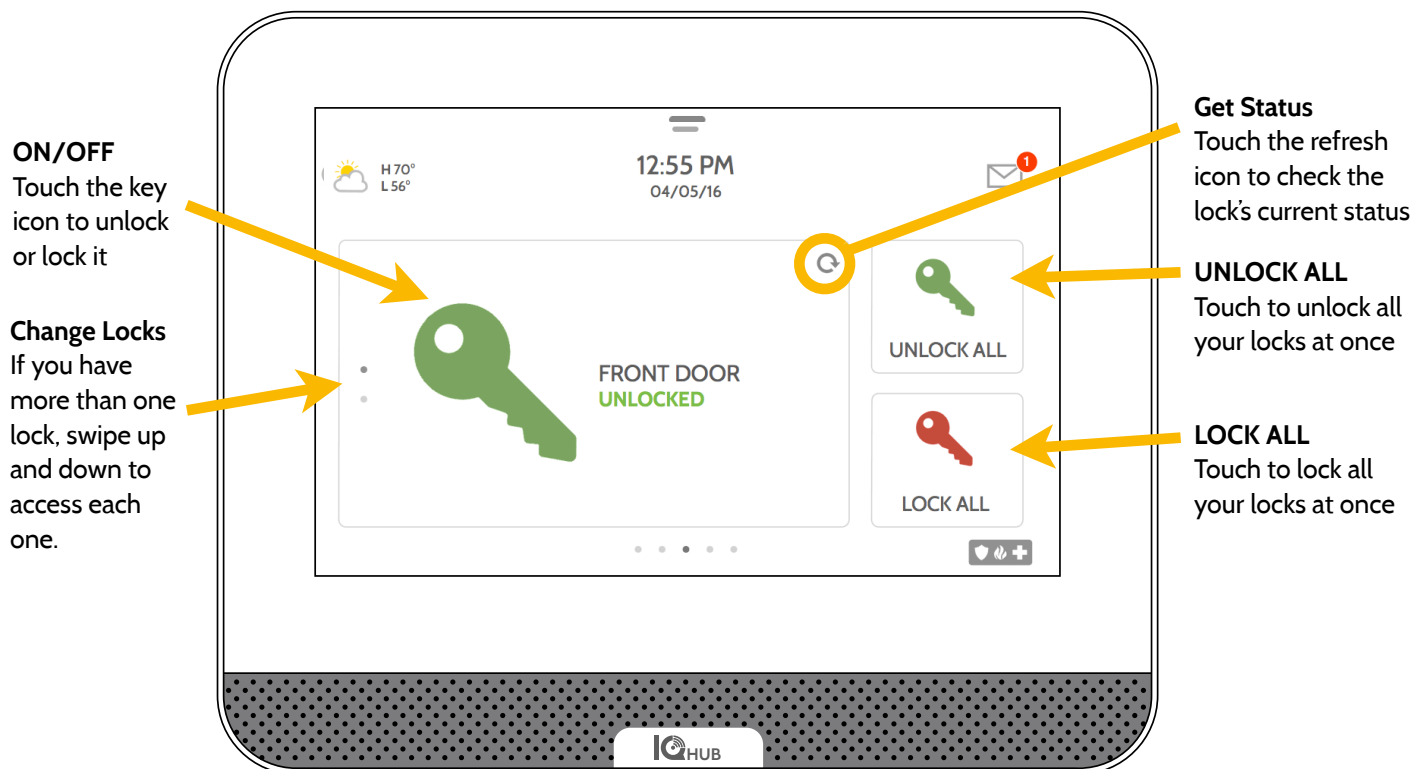 ON/OFF
Touch the key
icon to unlock
or lock it
Change Locks
If you have
more than one
lock, swipe up
and down to
access each
one.
H 70°
L 56°
12:55 PM
04/05/16
1
FRONT DOOR
UNLOCKED
UNLOCK ALL
LOCK ALL
IQ HUB
Get Status
Touch the refresh
icon to check the
lock's current status
UNLOCK ALL
Touch to unlock all
your locks at once
LOCK ALL
Touch to lock all
your locks at once